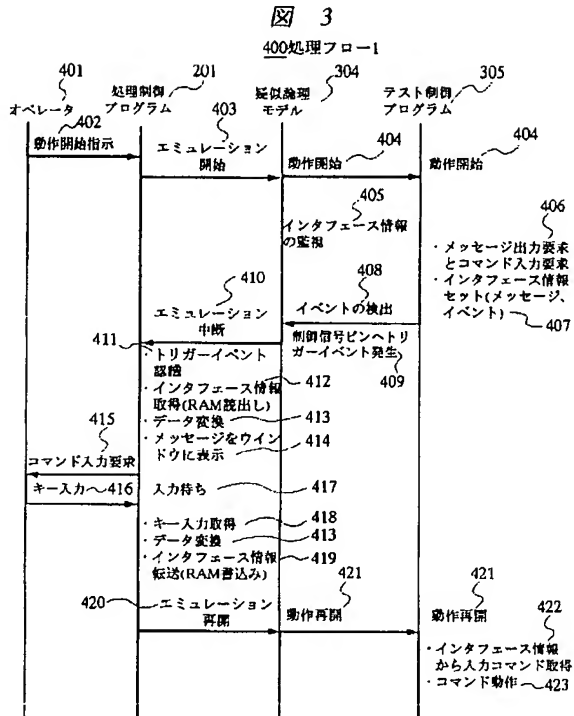 図 3
400処理フロー1
401
オペレータ
処理制御
プログラム
201
疑似論理
モデル
304
テスト制御
プログラム
305
402
動作開始指示
403
エミュレーション
開始
404
動作開始
404
動作開始
405
インタフェース情報
の監視
406
・メッセージ出力要求
とコマンド入力要求
・インタフェース情報
セット(メッセージ、
イベント)
407
408
イベントの検出
制御信号ピンへトリ
ガーイベント発生
409
410
エミュレーション
中断
411
・トリガーイベント
認識
・インタフェース情報
取得(RAM読出し)
412
・データ変換
413
・メッセージをウイン
ドウに表示
414
415
コマンド入力要求
キー入力
416
入力待ち
417
・キー入力取得
418
・データ変換
413
・インタフェース情報
転送(RAM書込み)
419
420
エミュレーション
再開
421
動作再開
421
動作再開
422
・インタフェース情報
から入力コマンド取得
・コマンド動作
423